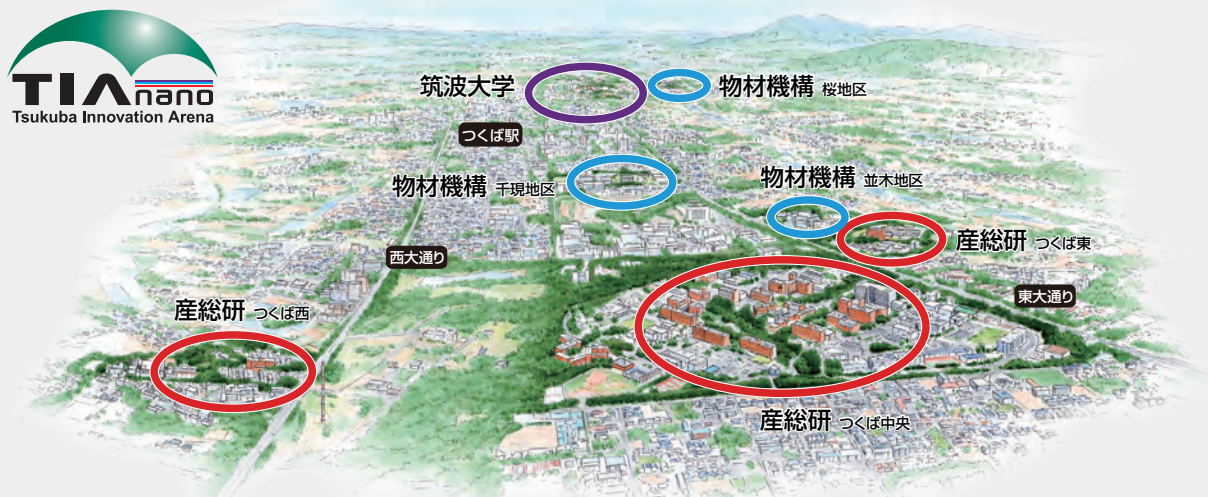 TIA nano
Tsukuba Innovation Arena
筑波大学
物材機構 桜地区
つくば駅
物材機構 千現地区
物材機構 並木地区
産総研 つくば東
西大通り
東大通り
産総研 つくば西
産総研 つくば中央